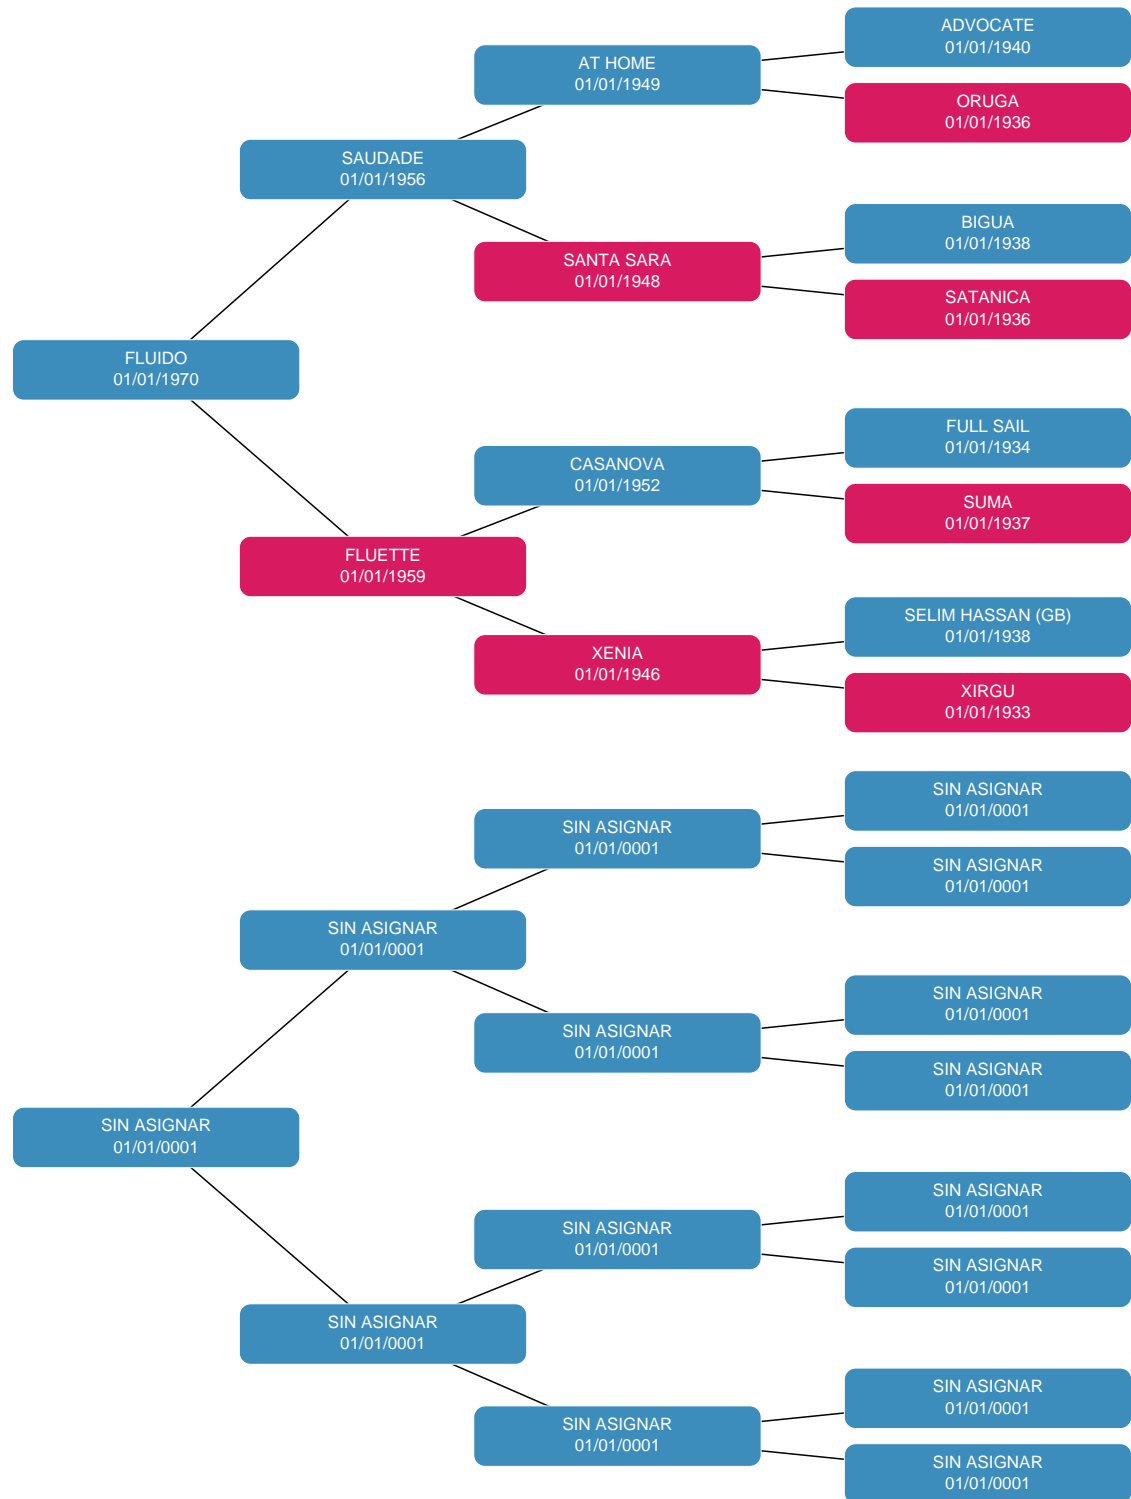 ADVOCATE
01/01/1940
AT HOME
01/01/1949
ORUGA
01/01/1936
SAUDADE
01/01/1956
BIGUA
01/01/1938
SANTA SARA
01/01/1948
SATANICA
01/01/1936
FLUIDO
01/01/1970
FULL SAIL
01/01/1934
CASANOVA
01/01/1952
SUMA
01/01/1937
FLUETTE
01/01/1959
SELIM HASSAN (GB)
01/01/1938
XENIA
01/01/1946
XIRGU
01/01/1933
SIN ASIGNAR
01/01/0001
SIN ASIGNAR
01/01/0001
SIN ASIGNAR
01/01/0001
SIN ASIGNAR
01/01/0001
SIN ASIGNAR
01/01/0001
SIN ASIGNAR
01/01/0001
SIN ASIGNAR
01/01/0001
SIN ASIGNAR
01/01/0001
SIN ASIGNAR
01/01/0001
SIN ASIGNAR
01/01/0001
SIN ASIGNAR
01/01/0001
SIN ASIGNAR
01/01/0001
SIN ASIGNAR
01/01/0001
SIN ASIGNAR
01/01/0001
SIN ASIGNAR
01/01/0001